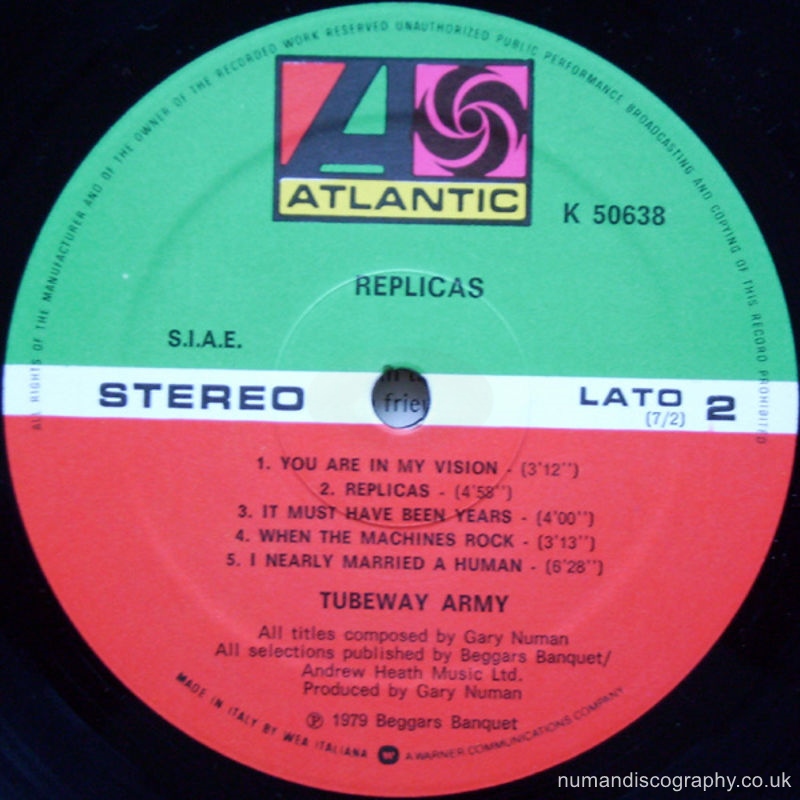 ALL RIGHTS OF THE MANUFACTURER AND OF THE OWNER OF THE RECORDED WORK RESERVED UNAUTHORIZED PUBLIC PERFORMANCE BROADCASTING AND COPYING OF THIS RECORD PROHIBITED
ATLANTIC
K 50638
REPLICAS
S.I.A.E.
STEREO
LATO 2
(7/2)
frie
1. YOU ARE IN MY VISION - (3'12'')
2. REPLICAS - (4'58'')
3. IT MUST HAVE BEEN YEARS - (4'00'')
4. WHEN THE MACHINES ROCK - (3'13'')
5. I NEARLY MARRIED A HUMAN - (6'28'')
TUBEWAY ARMY
All titles composed by Gary Numan
All selections published by Beggars Banquet/
Andrew Heath Music Ltd.
Produced by Gary Numan
℗ 1979 Beggars Banquet
MADE IN ITALY BY WEA ITALIANA A WARNER COMMUNICATIONS COMPANY
numandiscography.co.uk